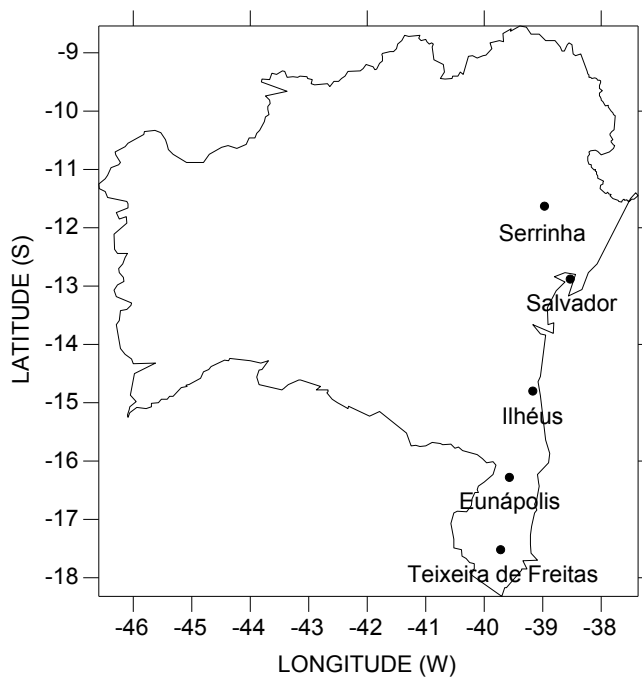 -9
-10
-11
-12
-13
-14
-15
-16
-17
-18
LATITUDE (S)
Serrinha
Salvador
Ilhéus
Eunápolis
Teixeira de Freitas
-46 -45 -44 -43 -42 -41 -40 -39 -38
LONGITUDE (W)